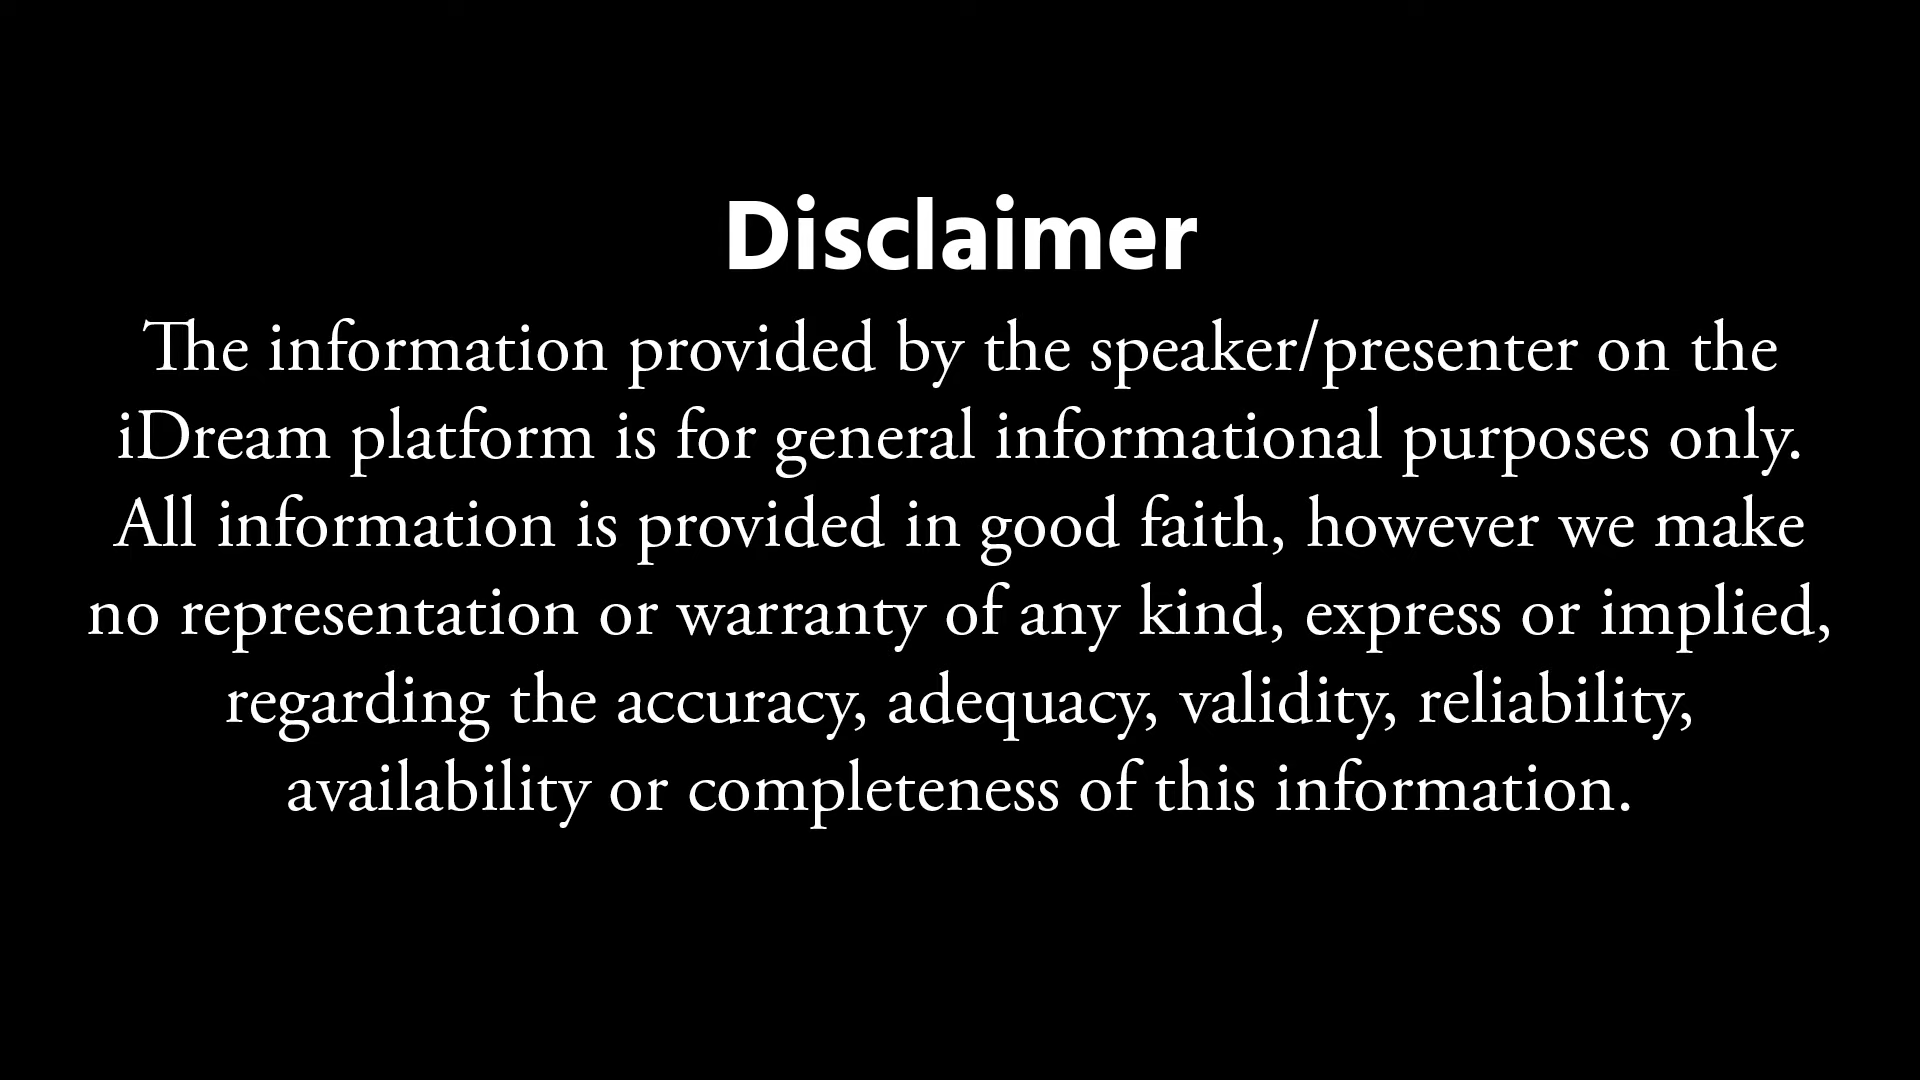 Disclaimer
The information provided by the speaker/presenter on the
iDream platform is for general informational purposes only.
All information is provided in good faith, however we make
no representation or warranty of any kind, express or implied,
regarding the accuracy, adequacy, validity, reliability,
availability or completeness of this information.